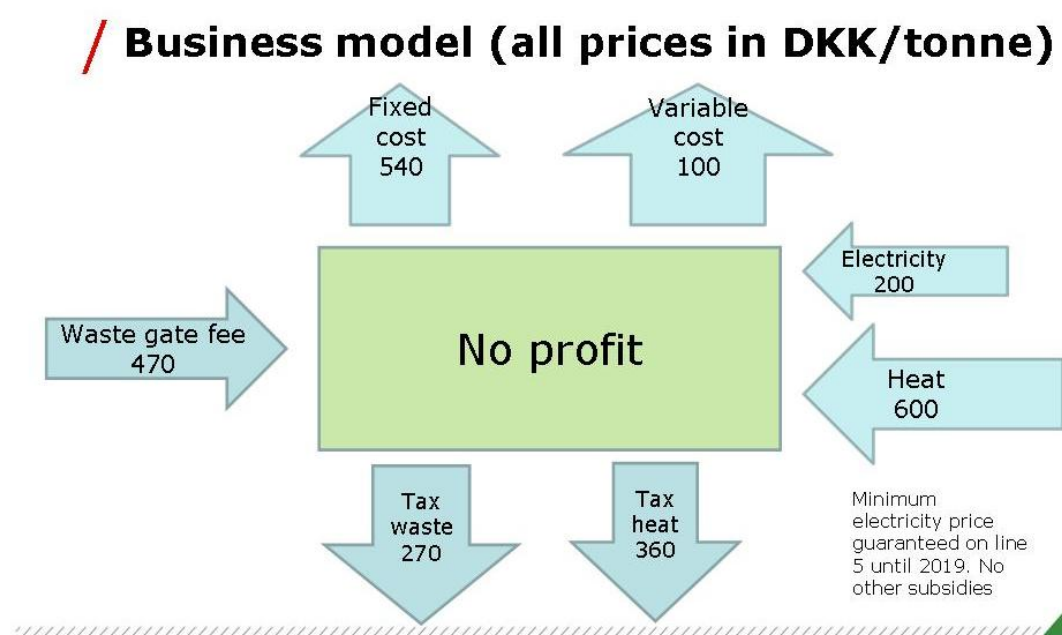 / Business model (all prices in DKK/tonne)
Fixed
cost
540
Variable
cost
100
Electricity
200
Waste gate fee
470
No profit
Heat
600
Tax
waste
270
Tax
heat
360
Minimum
electricity price
guaranteed on line
5 until 2019. No
other subsidies